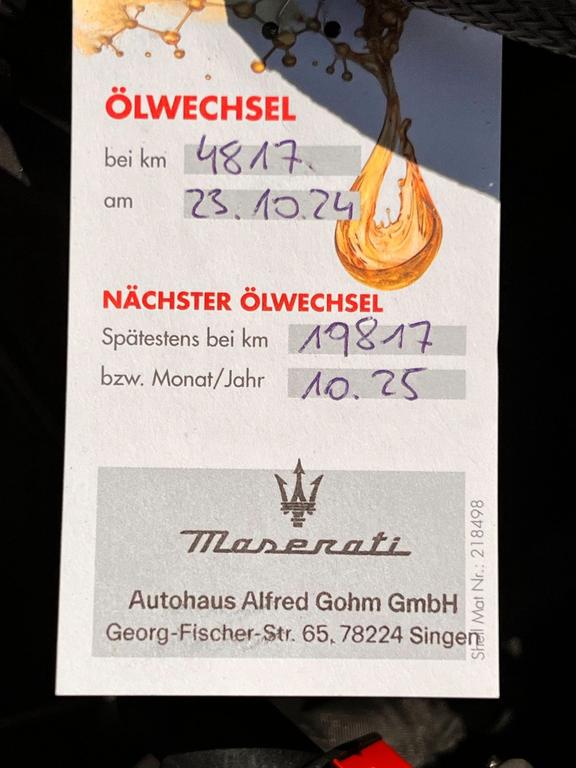 ÖLWECHSEL
bei km 4817.
am 23.10.24
NÄCHSTER ÖLWECHSEL
Spätestens bei km 19817
bzw. Monat/Jahr 10.25
Maserati
Autohaus Alfred Gohm GmbH
Georg-Fischer-Str. 65, 78224 Singen
Shell Mat Nr.: 218498